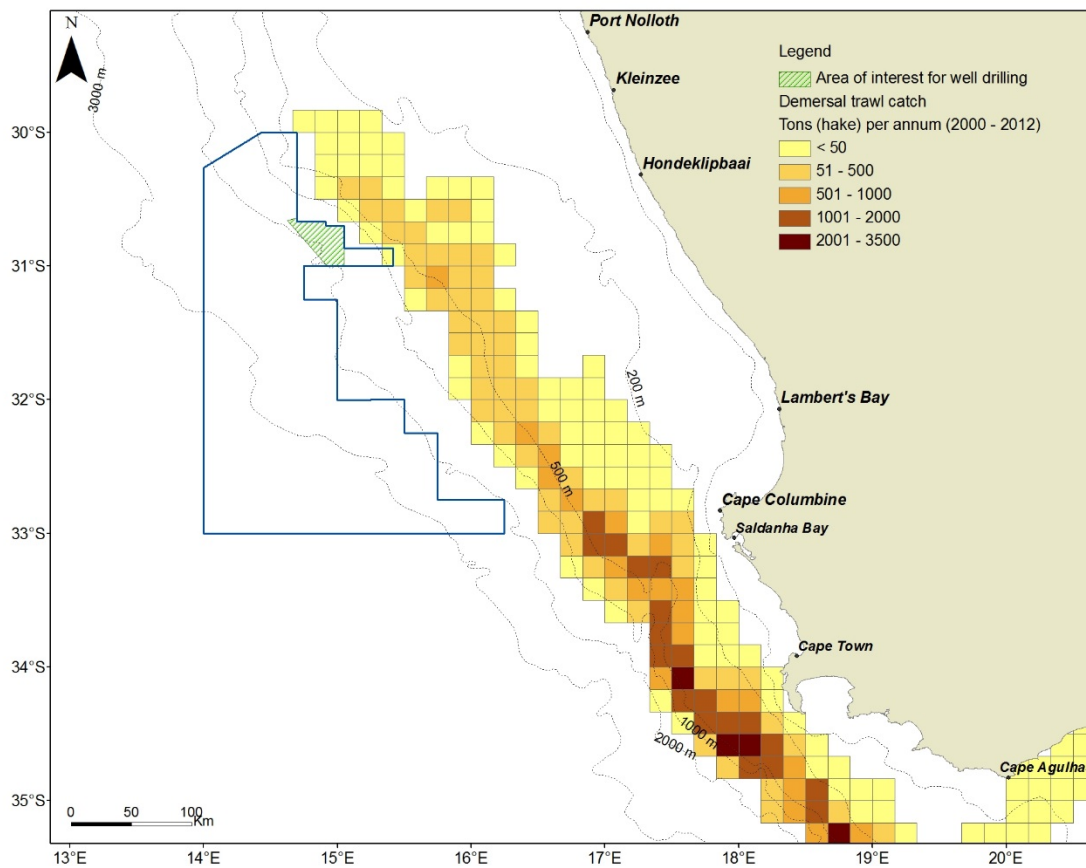 N
Port Nolloth
Legend
Kleinzee
Area of interest for well drilling
3000 m
Demersal trawl catch
Tons (hake) per annum (2000 - 2012)
30°S
< 50
Hondeklipbaai
51 - 500
501 - 1000
1001 - 2000
2001 - 3500
31°S
32°S
200 m
Lambert's Bay
500 m
Cape Columbine
33°S
Saldanha Bay
Cape Town
34°S
1000 m
2000 m
Cape Agulha
35°S
0 50 100
Km
13°E 14°E 15°E 16°E 17°E 18°E 19°E 20°E